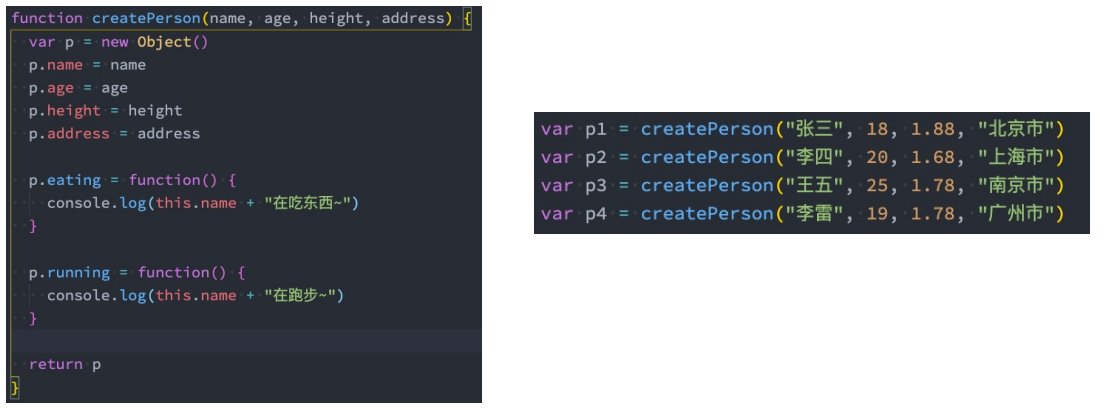 function createPerson(name, age, height, address) {
  var p = new Object()
  p.name = name
  p.age = age
  p.height = height
  p.address = address

  p.eating = function() {
    console.log(this.name + "在吃东西~")
  }

  p.running = function() {
    console.log(this.name + "在跑步~")
  }

  return p
}
var p1 = createPerson("张三", 18, 1.88, "北京市")
var p2 = createPerson("李四", 20, 1.68, "上海市")
var p3 = createPerson("王五", 25, 1.78, "南京市")
var p4 = createPerson("李雷", 19, 1.78, "广州市")